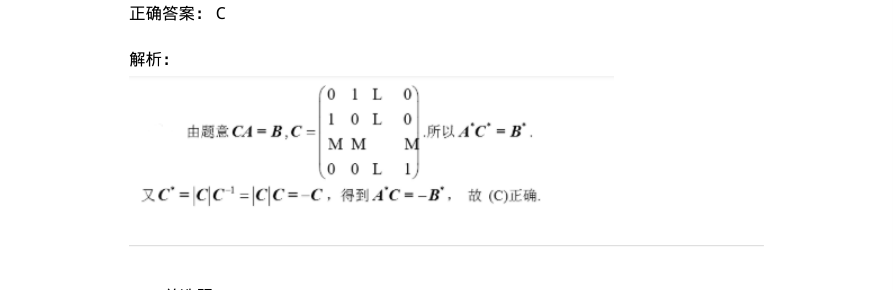 正确答案： C
解析：
由题意 CA = B , C = (0 1 L 0
1 0 L 0
M M M
0 0 L 1) .所以 A*C* = B* .
又 C* = |C|C⁻¹ = |C|C = −C ，得到 A*C = −B* ， 故 (C)正确.